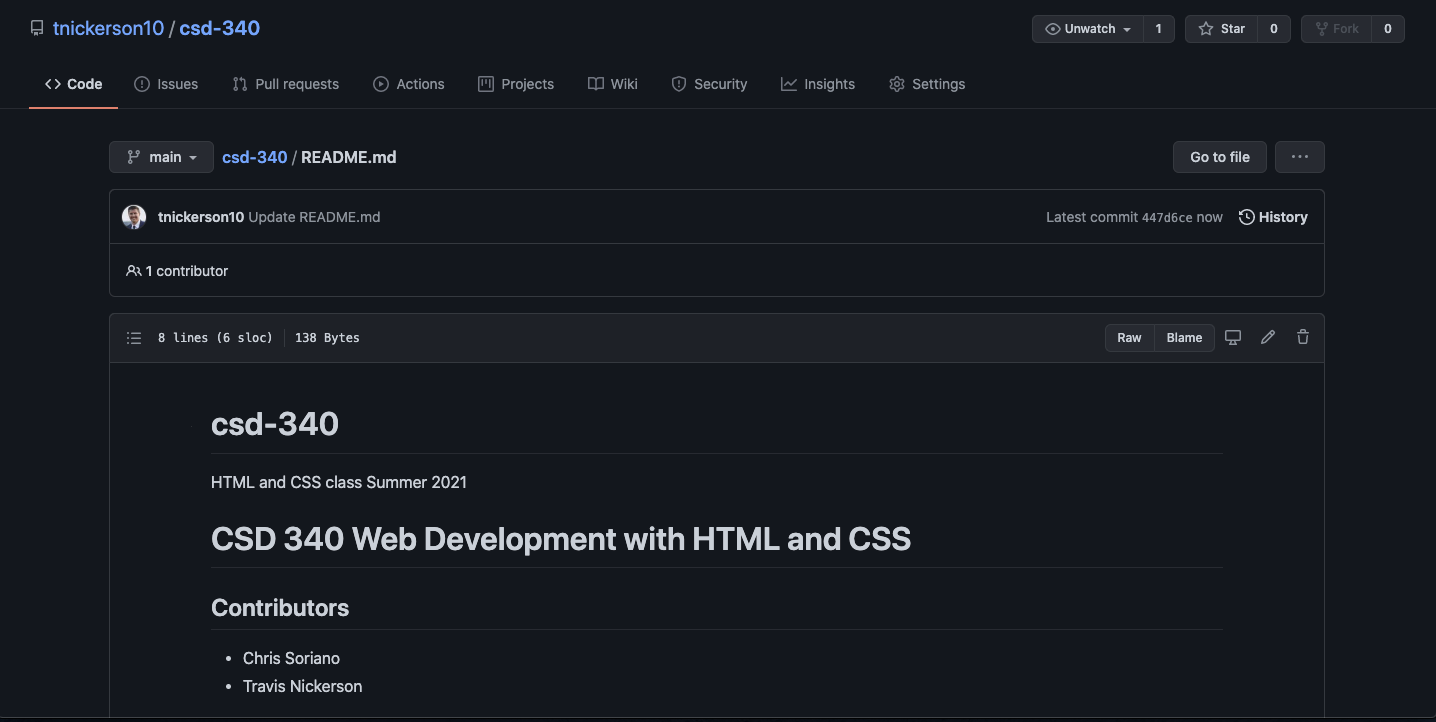 tnickerson10 / csd-340
Unwatch 1 Star 0 Fork 0
Code Issues Pull requests Actions Projects Wiki Security Insights Settings
main csd-340 / README.md Go to file ...
tnickerson10 Update README.md Latest commit 447d6ce now History
1 contributor
8 lines (6 sloc) 138 Bytes Raw Blame
csd-340
HTML and CSS class Summer 2021
CSD 340 Web Development with HTML and CSS
Contributors
• Chris Soriano
• Travis Nickerson